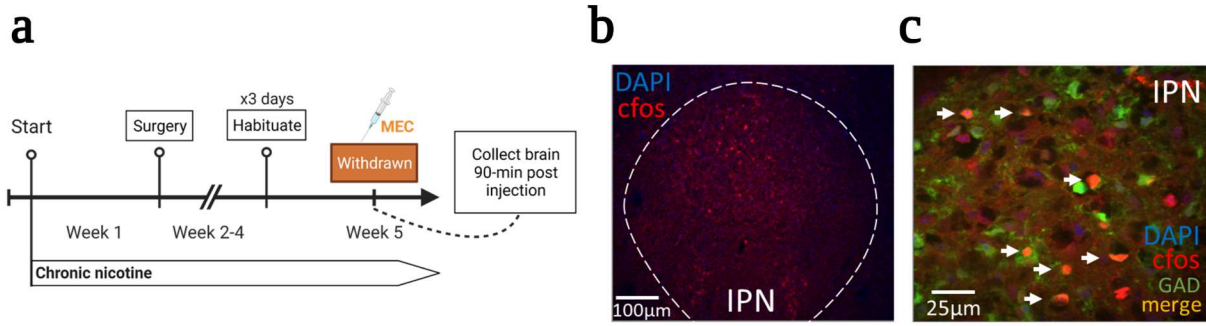 a
Start
Surgery
x3 days
Habituate
MEC
Withdrawn
Collect brain
90-min post
injection
Week 1
Week 2-4
Week 5
Chronic nicotine
b
DAPI
cfos
100µm
IPN
c
IPN
DAPI
cfos
GAD
merge
25µm